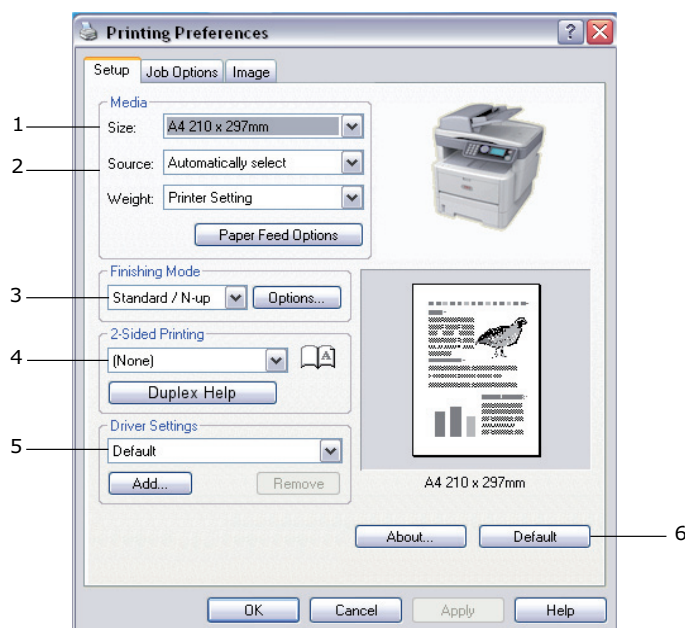 Printing Preferences
Setup Job Options Image
Media
1 Size: A4 210 x 297mm
2 Source: Automatically select
Weight: Printer Setting
Paper Feed Options
Finishing Mode
3 Standard / N-up Options...
2-Sided Printing
4 (None) A
Duplex Help
Driver Settings
5 Default
Add... Remove
A4 210 x 297mm
About... Default 6
OK Cancel Apply Help